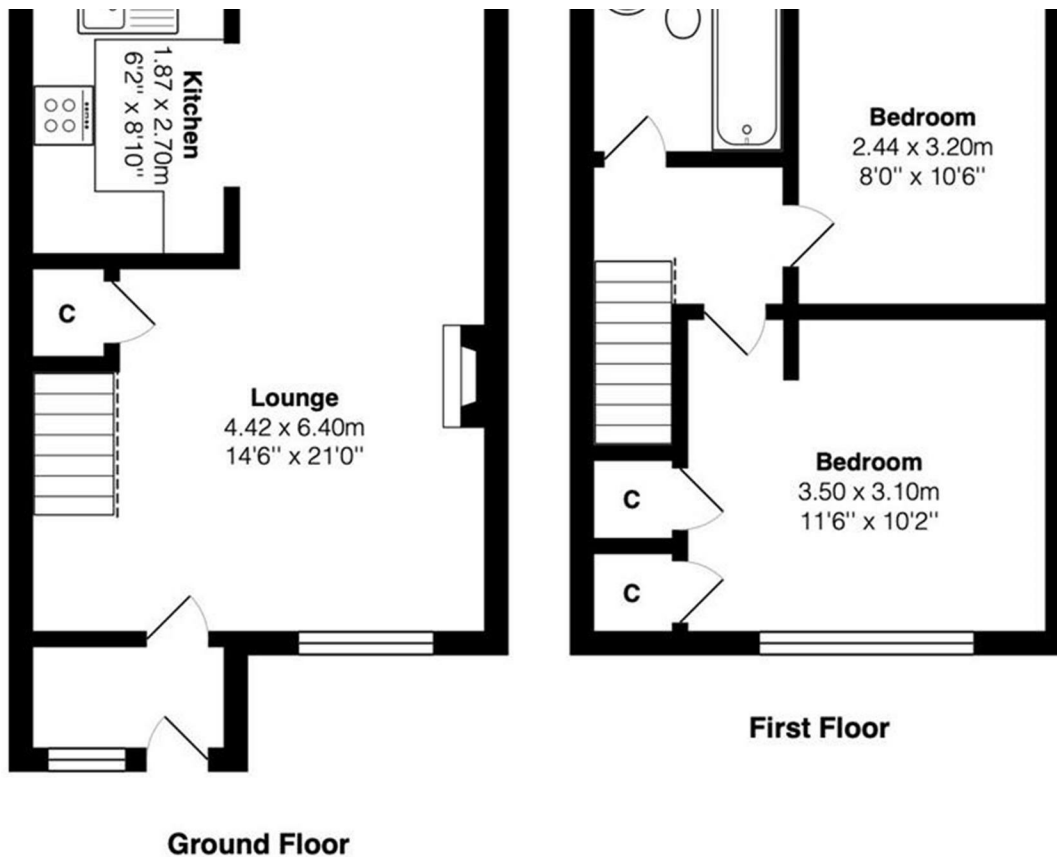 Kitchen
1.87 x 2.70m
6'2'' x 8'10''
C
Lounge
4.42 x 6.40m
14'6'' x 21'0''
Ground Floor
Bedroom
2.44 x 3.20m
8'0'' x 10'6''
Bedroom
3.50 x 3.10m
11'6'' x 10'2''
C
C
First Floor